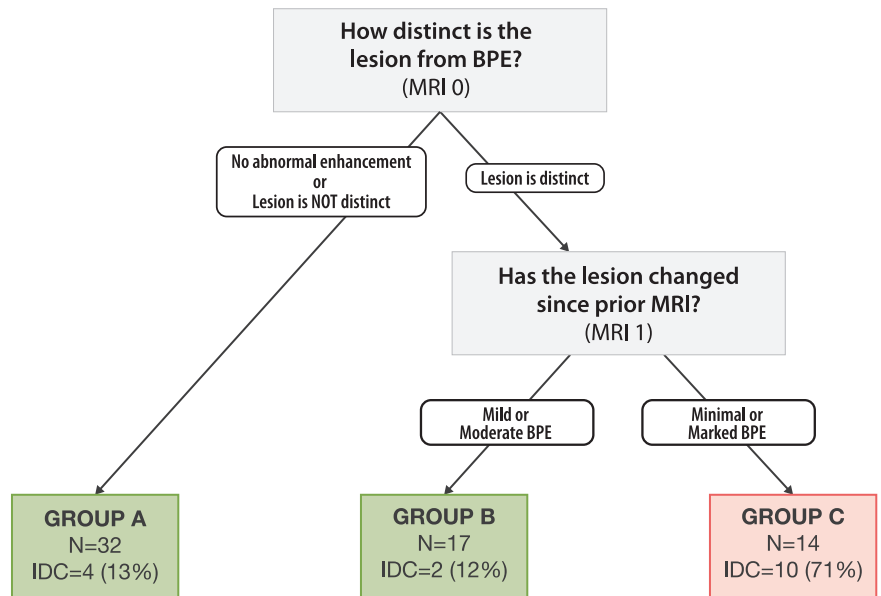 How distinct is the
lesion from BPE?
(MRI 0)
No abnormal enhancement
or
Lesion is NOT distinct
Lesion is distinct
Has the lesion changed
since prior MRI?
(MRI 1)
Mild or
Moderate BPE
Minimal or
Marked BPE
GROUP A
N=32
IDC=4 (13%)
GROUP B
N=17
IDC=2 (12%)
GROUP C
N=14
IDC=10 (71%)